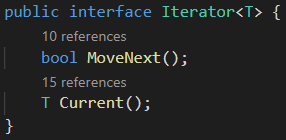 public interface Iterator<T> {
10 references
bool MoveNext();
15 references
T Current();
}